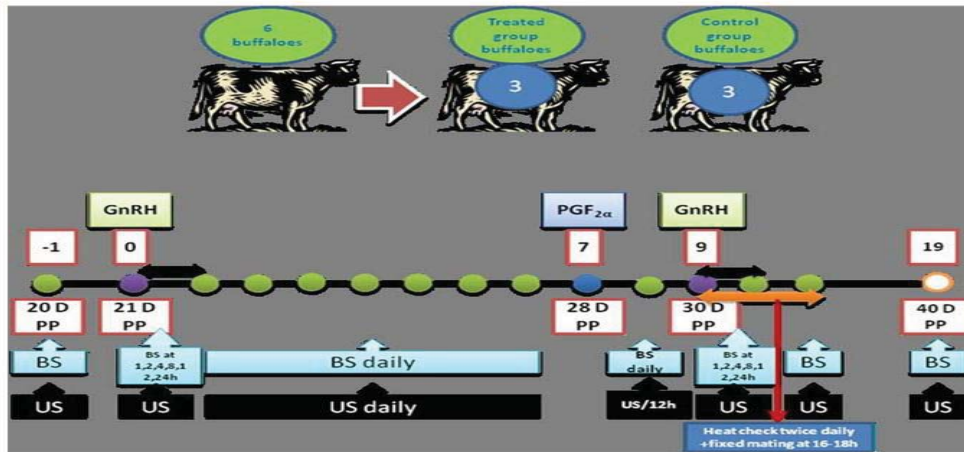 6
buffaloes
Treated
group
buffaloes
Control
group
buffaloes
3
3
GnRH
PGF2α
GnRH
-1
0
7
9
19
20 D
PP
21 D
PP
28 D
PP
30 D
PP
40 D
PP
BS
BS at
1,2,4,8,1
2,24h
BS daily
BS
daily
BS at
1,2,4,8,1
2,24h
BS
BS
US
US
US daily
US/12h
US
US
US
Heat check twice daily
+fixed mating at 16-18h